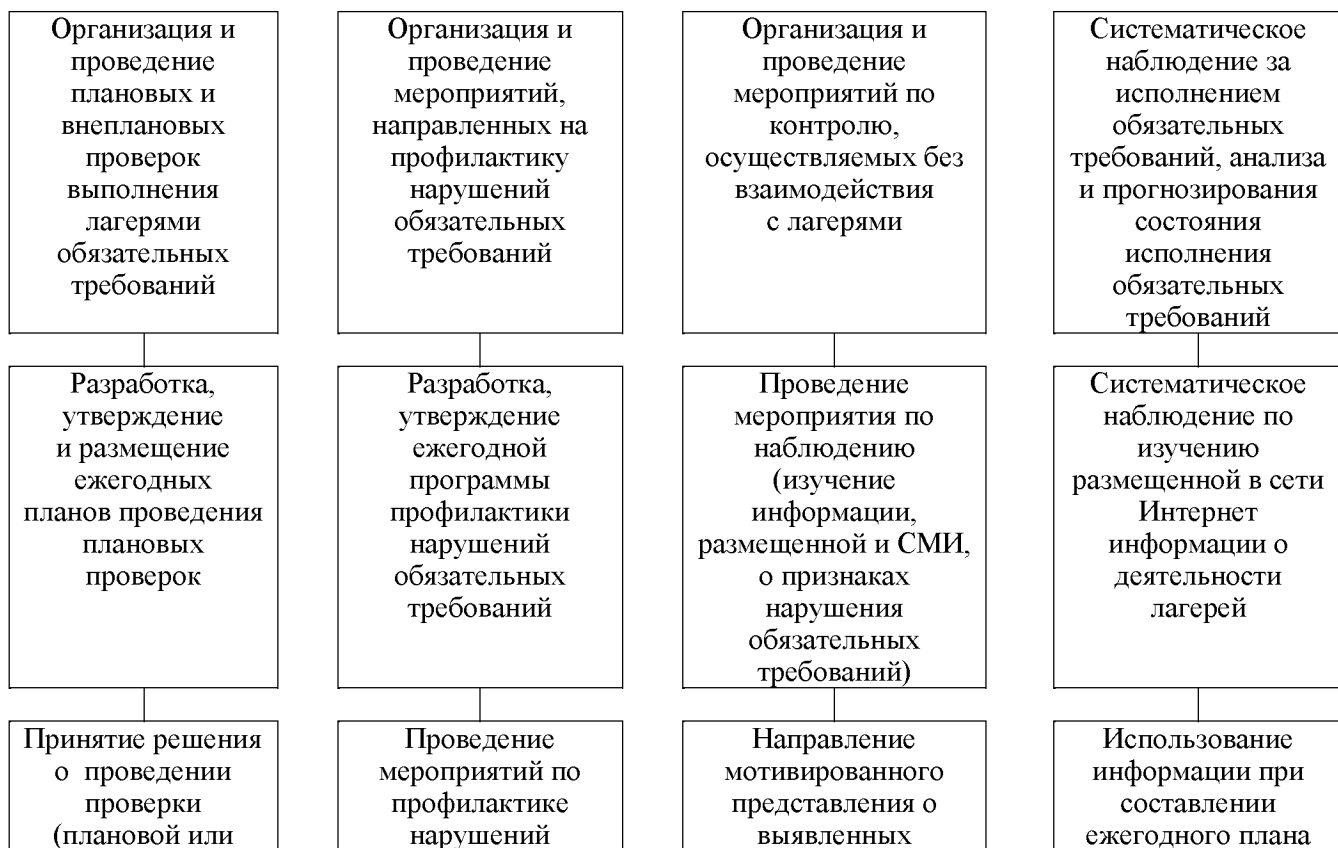 Организация и
проведение
плановых и
внеплановых
проверок
выполнения
лагерями
обязательных
требований
Организация и
проведение
мероприятий,
направленных на
профилактику
нарушений
обязательных
требований
Организация и
проведение
мероприятий по
контролю,
осуществляемых без
взаимодействия
с лагерями
Систематическое
наблюдение за
исполнением
обязательных
требований, анализа
и прогнозирования
состояния
исполнения
обязательных
требований
Разработка,
утверждение
и размещение
ежегодных
планов проведения
плановых
проверок
Разработка,
утверждение
ежегодной
программы
профилактики
нарушений
обязательных
требований
Проведение
мероприятия по
наблюдению
(изучение
информации,
размещенной и СМИ,
о признаках
нарушения
обязательных
требований)
Систематическое
наблюдение по
изучению
размещенной в сети
Интернет
информации о
деятельности
лагерей
Принятие решения
о проведении
проверки
(плановой или
Проведение
мероприятий по
профилактике
нарушений
Направление
мотивированного
представления о
выявленных
Использование
информации при
составлении
ежегодного плана